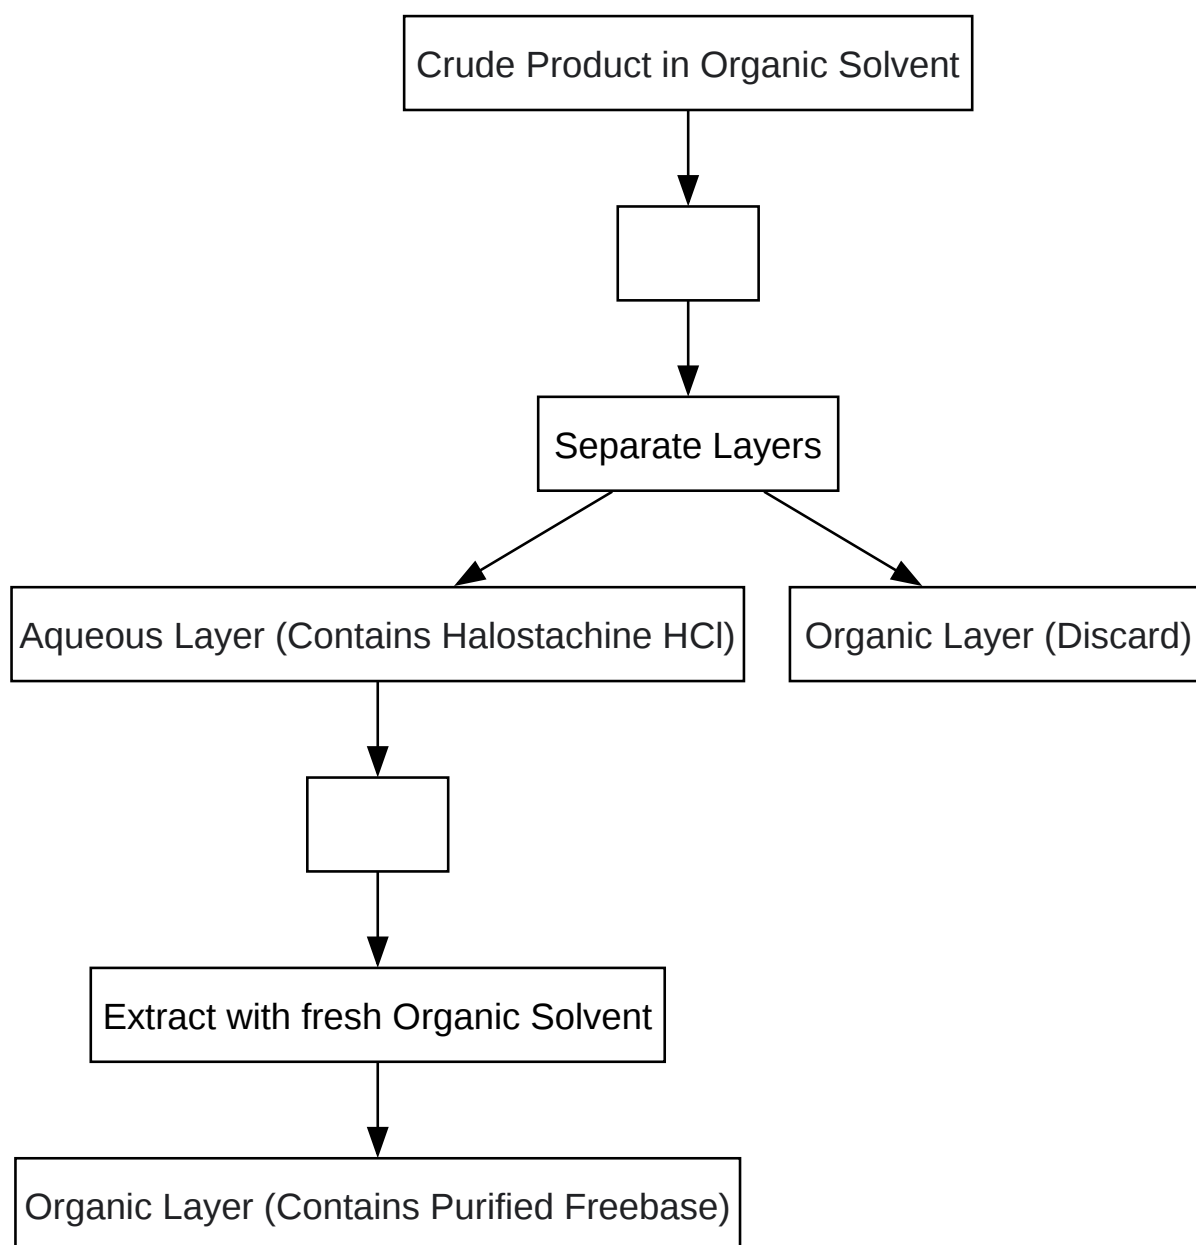 Crude Product in Organic Solvent
Separate Layers
Aqueous Layer (Contains Halostachine HCl)
Organic Layer (Discard)
Extract with fresh Organic Solvent
Organic Layer (Contains Purified Freebase)